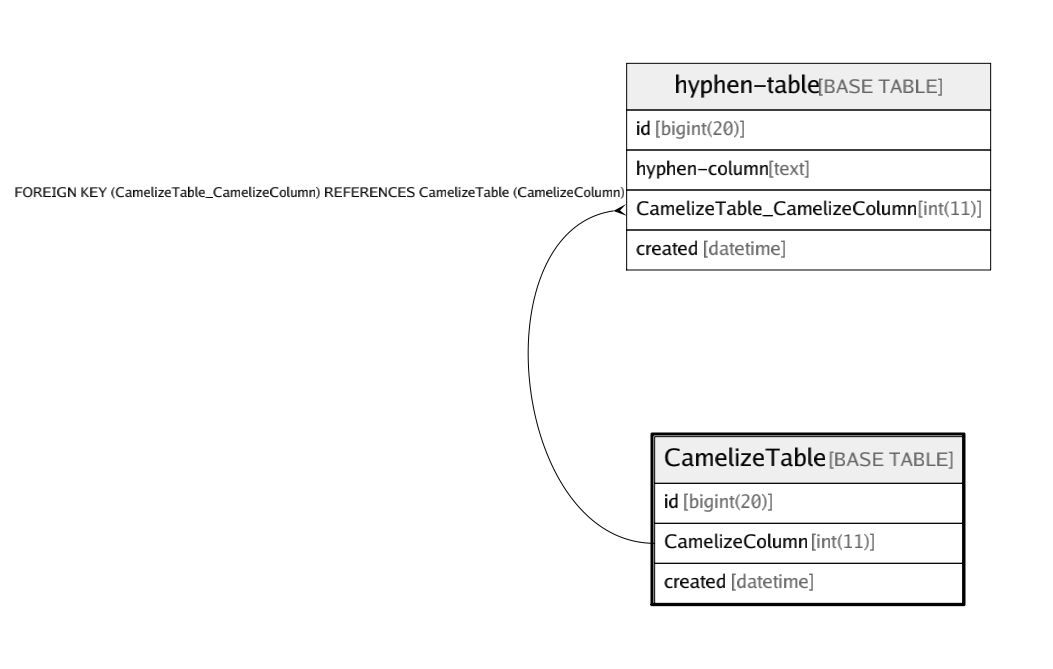 hyphen-table [BASE TABLE]
id [bigint(20)]
hyphen-column [text]
FOREIGN KEY (CamelizeTable_CamelizeColumn) REFERENCES CamelizeTable (CamelizeColumn)
CamelizeTable_CamelizeColumn [int(11)]
created [datetime]
CamelizeTable [BASE TABLE]
id [bigint(20)]
CamelizeColumn [int(11)]
created [datetime]